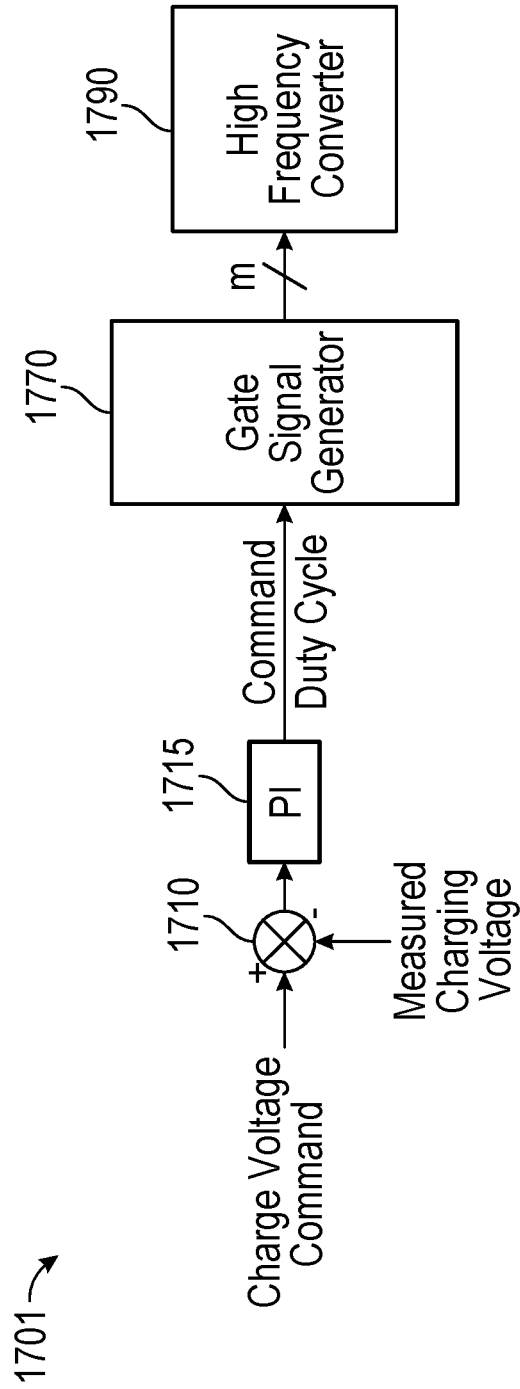 1701
Charge Voltage
Command
+
-
1710
Measured
Charging
Voltage
1715
PI
Command
Duty Cycle
1770
Gate
Signal
Generator
m
1790
High
Frequency
Converter